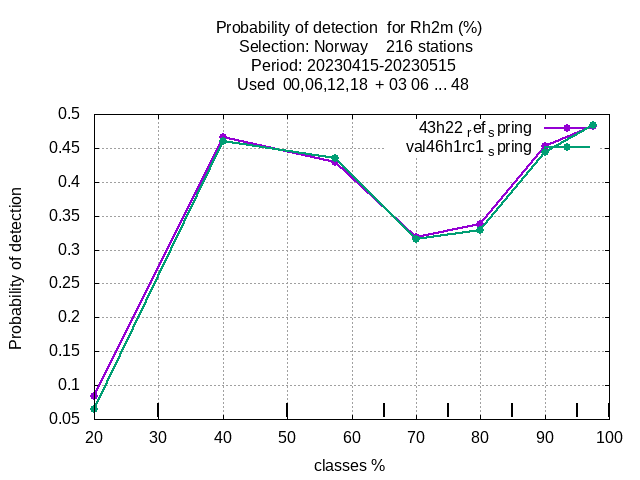 Probability of detection for Rh2m (%)
Selection: Norway 216 stations
Period: 20230415-20230515
Used 00,06,12,18 + 03 06 ... 48
43h22 ref spring
val46h1rc1 spring
0.5
0.45
0.4
0.35
0.3
0.25
0.2
0.15
0.1
0.05
Probability of detection
20 30 40 50 60 70 80 90 100
classes %